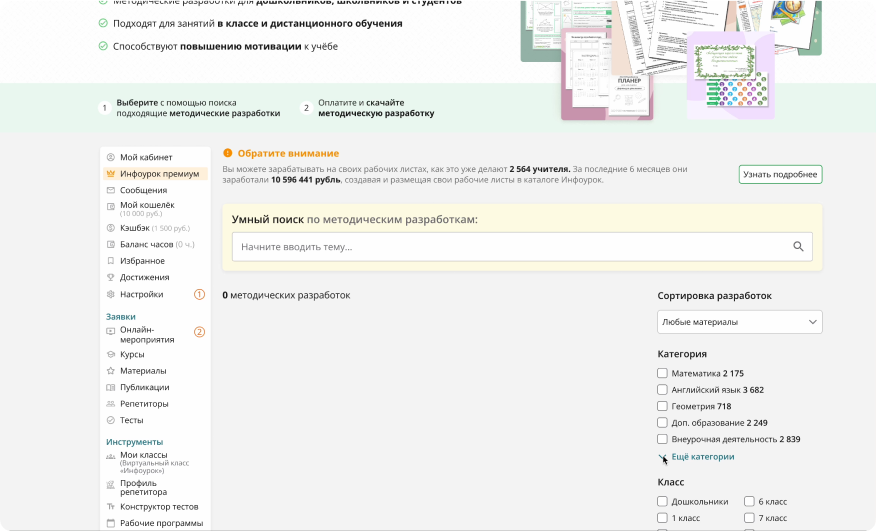 Методические разработки для дошкольников, школьников и студентов
Подходят для занятий в классе и дистанционного обучения
Способствуют повышению мотивации к учёбе
ПЛАНЕР
1 Выберите с помощью поиска
подходящие методические разработки
2 Оплатите и скачайте
методическую разработку
Мой кабинет
Инфоурок премиум
Сообщения
Мой кошелёк
(10 000 руб.)
Кэшбэк (1 500 руб.)
Баланс часов (0 ч.)
Избранное
Достижения
Настройки 1
Заявки
Онлайн-
мероприятия 2
Курсы
Материалы
Публикации
Репетиторы
Тесты
Инструменты
Мои классы
(Виртуальный класс
«Инфоурок»)
Профиль
репетитора
Конструктор тестов
Рабочие программы
Обратите внимание
Вы можете зарабатывать на своих рабочих листах, как это уже делают 2 564 учителя. За последние 6 месяцев они
заработали 10 596 441 рубль, создавая и размещая свои рабочие листы в каталоге Инфоурок.
Узнать подробнее
Умный поиск по методическим разработкам:
Начните вводить тему...
0 методических разработок
Сортировка разработок
Любые материалы
Категория
Математика 2 175
Английский язык 3 682
Геометрия 718
Доп. образование 2 249
Внеурочная деятельность 2 839
Ещё категории
Класс
Дошкольники 6 класс
1 класс 7 класс